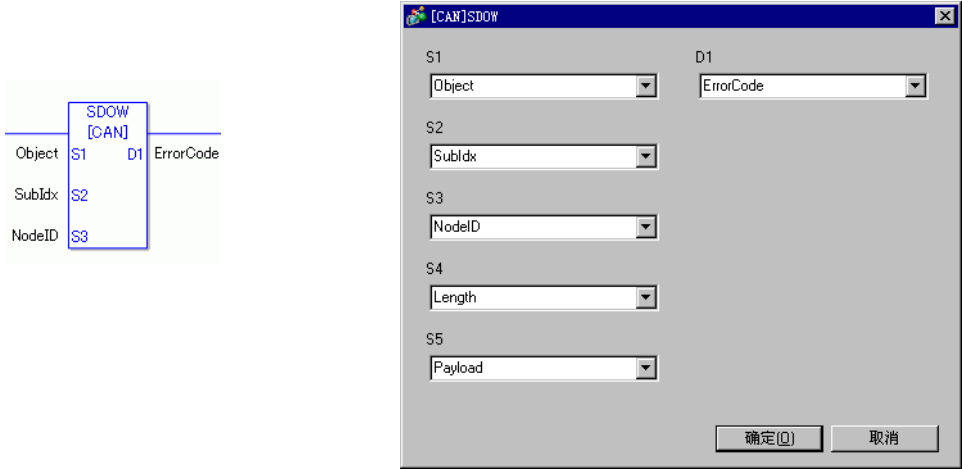 SDOW
[CAN]
Object S1 D1 ErrorCode
SubIdx S2
NodeID S3
[CAN]SDOW
S1 D1
Object ErrorCode
S2
SubIdx
S3
NodeID
S4
Length
S5
Payload
确定(O) 取消